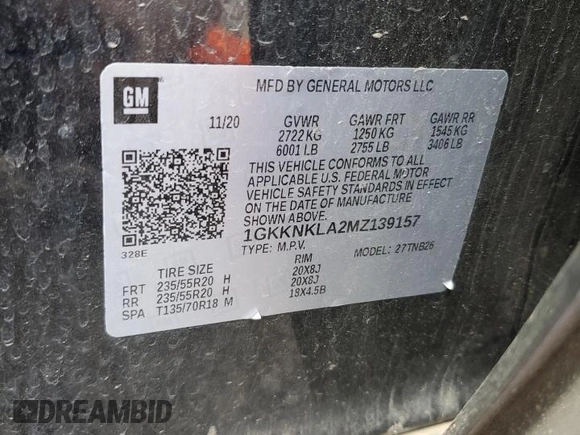 GM
MFD BY GENERAL MOTORS LLC
11/20 GVWR GAWR FRT GAWR RR
2722 KG 1250 KG 1545 KG
6001 LB 2755 LB 3406 LB
THIS VEHICLE CONFORMS TO ALL
APPLICABLE U.S. FEDERAL MOTOR
VEHICLE SAFETY STANDARDS IN EFFECT
ON THE DATE OF MANUFACTURE
SHOWN ABOVE.
1GKKNKLA2MZ139157
TYPE: M.P.V. MODEL: 27TNB26
328E
TIRE SIZE RIM
FRT 235/55R20 H 20X8J
RR 235/55R20 H 20X8J
SPA T135/70R18 M 18X4.5B
DREAMBID